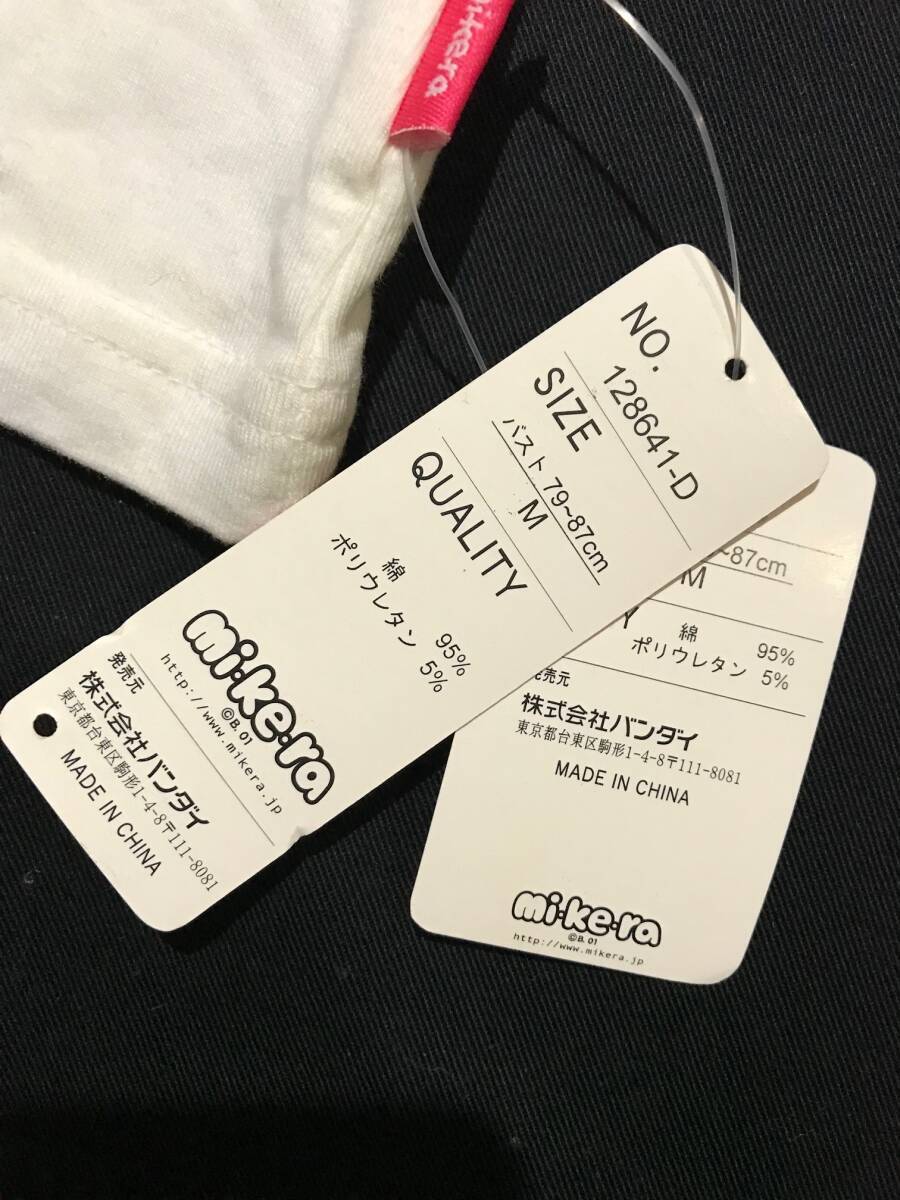 mikera
NO.
128641-D
SIZE
バスト 79~87cm
M
QUALITY
綿 95%
ポリウレタン 5%
mi·ke·ra
©B. 01
http://www.mikera.jp
発売元
株式会社バンダイ
東京都台東区駒形1-4-8〒111-8081
MADE IN CHINA
~87cm
M
Y
綿 95%
ポリウレタン 5%
売元
株式会社バンダイ
東京都台東区駒形1-4-8〒111-8081
MADE IN CHINA
mi·ke·ra
©B. 01
http://www.mikera.jp